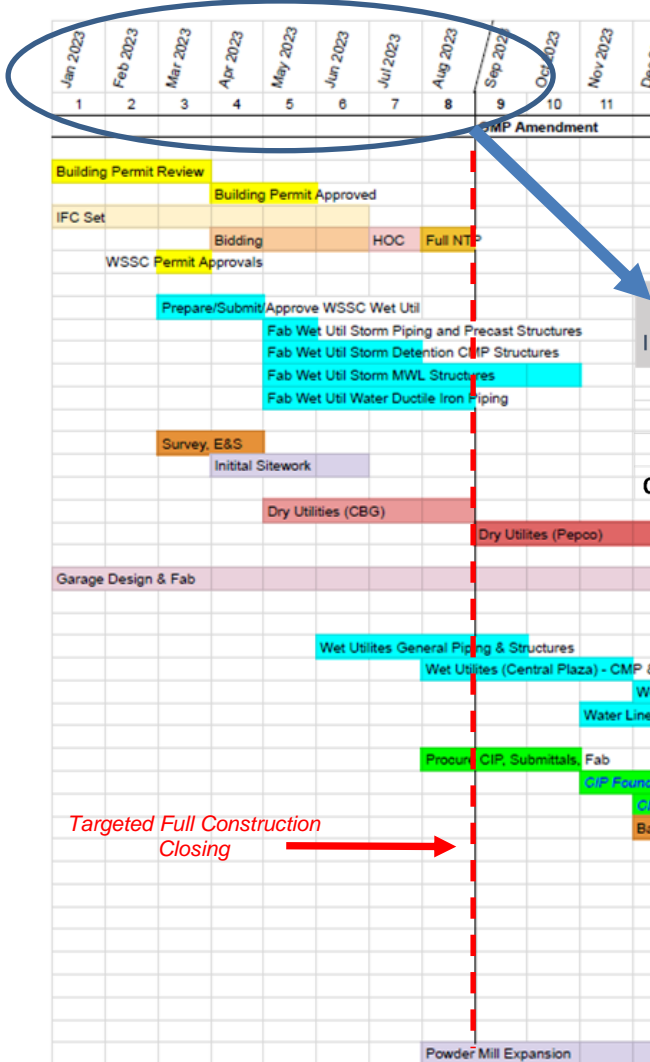 Jan 2023 Feb 2023 Mar 2023 Apr 2023 May 2023 Jun 2023 Jul 2023 Aug 2023 Sep 2023 Oct 2023 Nov 2023
1 2 3 4 5 6 7 8 9 10 11
GMP Amendment
Building Permit Review
Building Permit Approved
IFC Set
Bidding HOC Full NTP
WSSC Permit Approvals
Prepare/Submit/Approve WSSC Wet Util
Fab Wet Util Storm Piping and Precast Structures
Fab Wet Util Storm Detention CMP Structures
Fab Wet Util Storm MWL Structures
Fab Wet Util Water Ductile Iron Piping
Survey, E&S
Initital Sitework
Dry Utilities (CBG)
Dry Utilites (Pepco)
Garage Design & Fab
Wet Utilites General Piping & Structures
Wet Utilites (Central Plaza) - CMP &
Water Line
Procure CIP, Submittals, Fab
CIP Found
Targeted Full Construction
Closing
Powder Mill Expansion